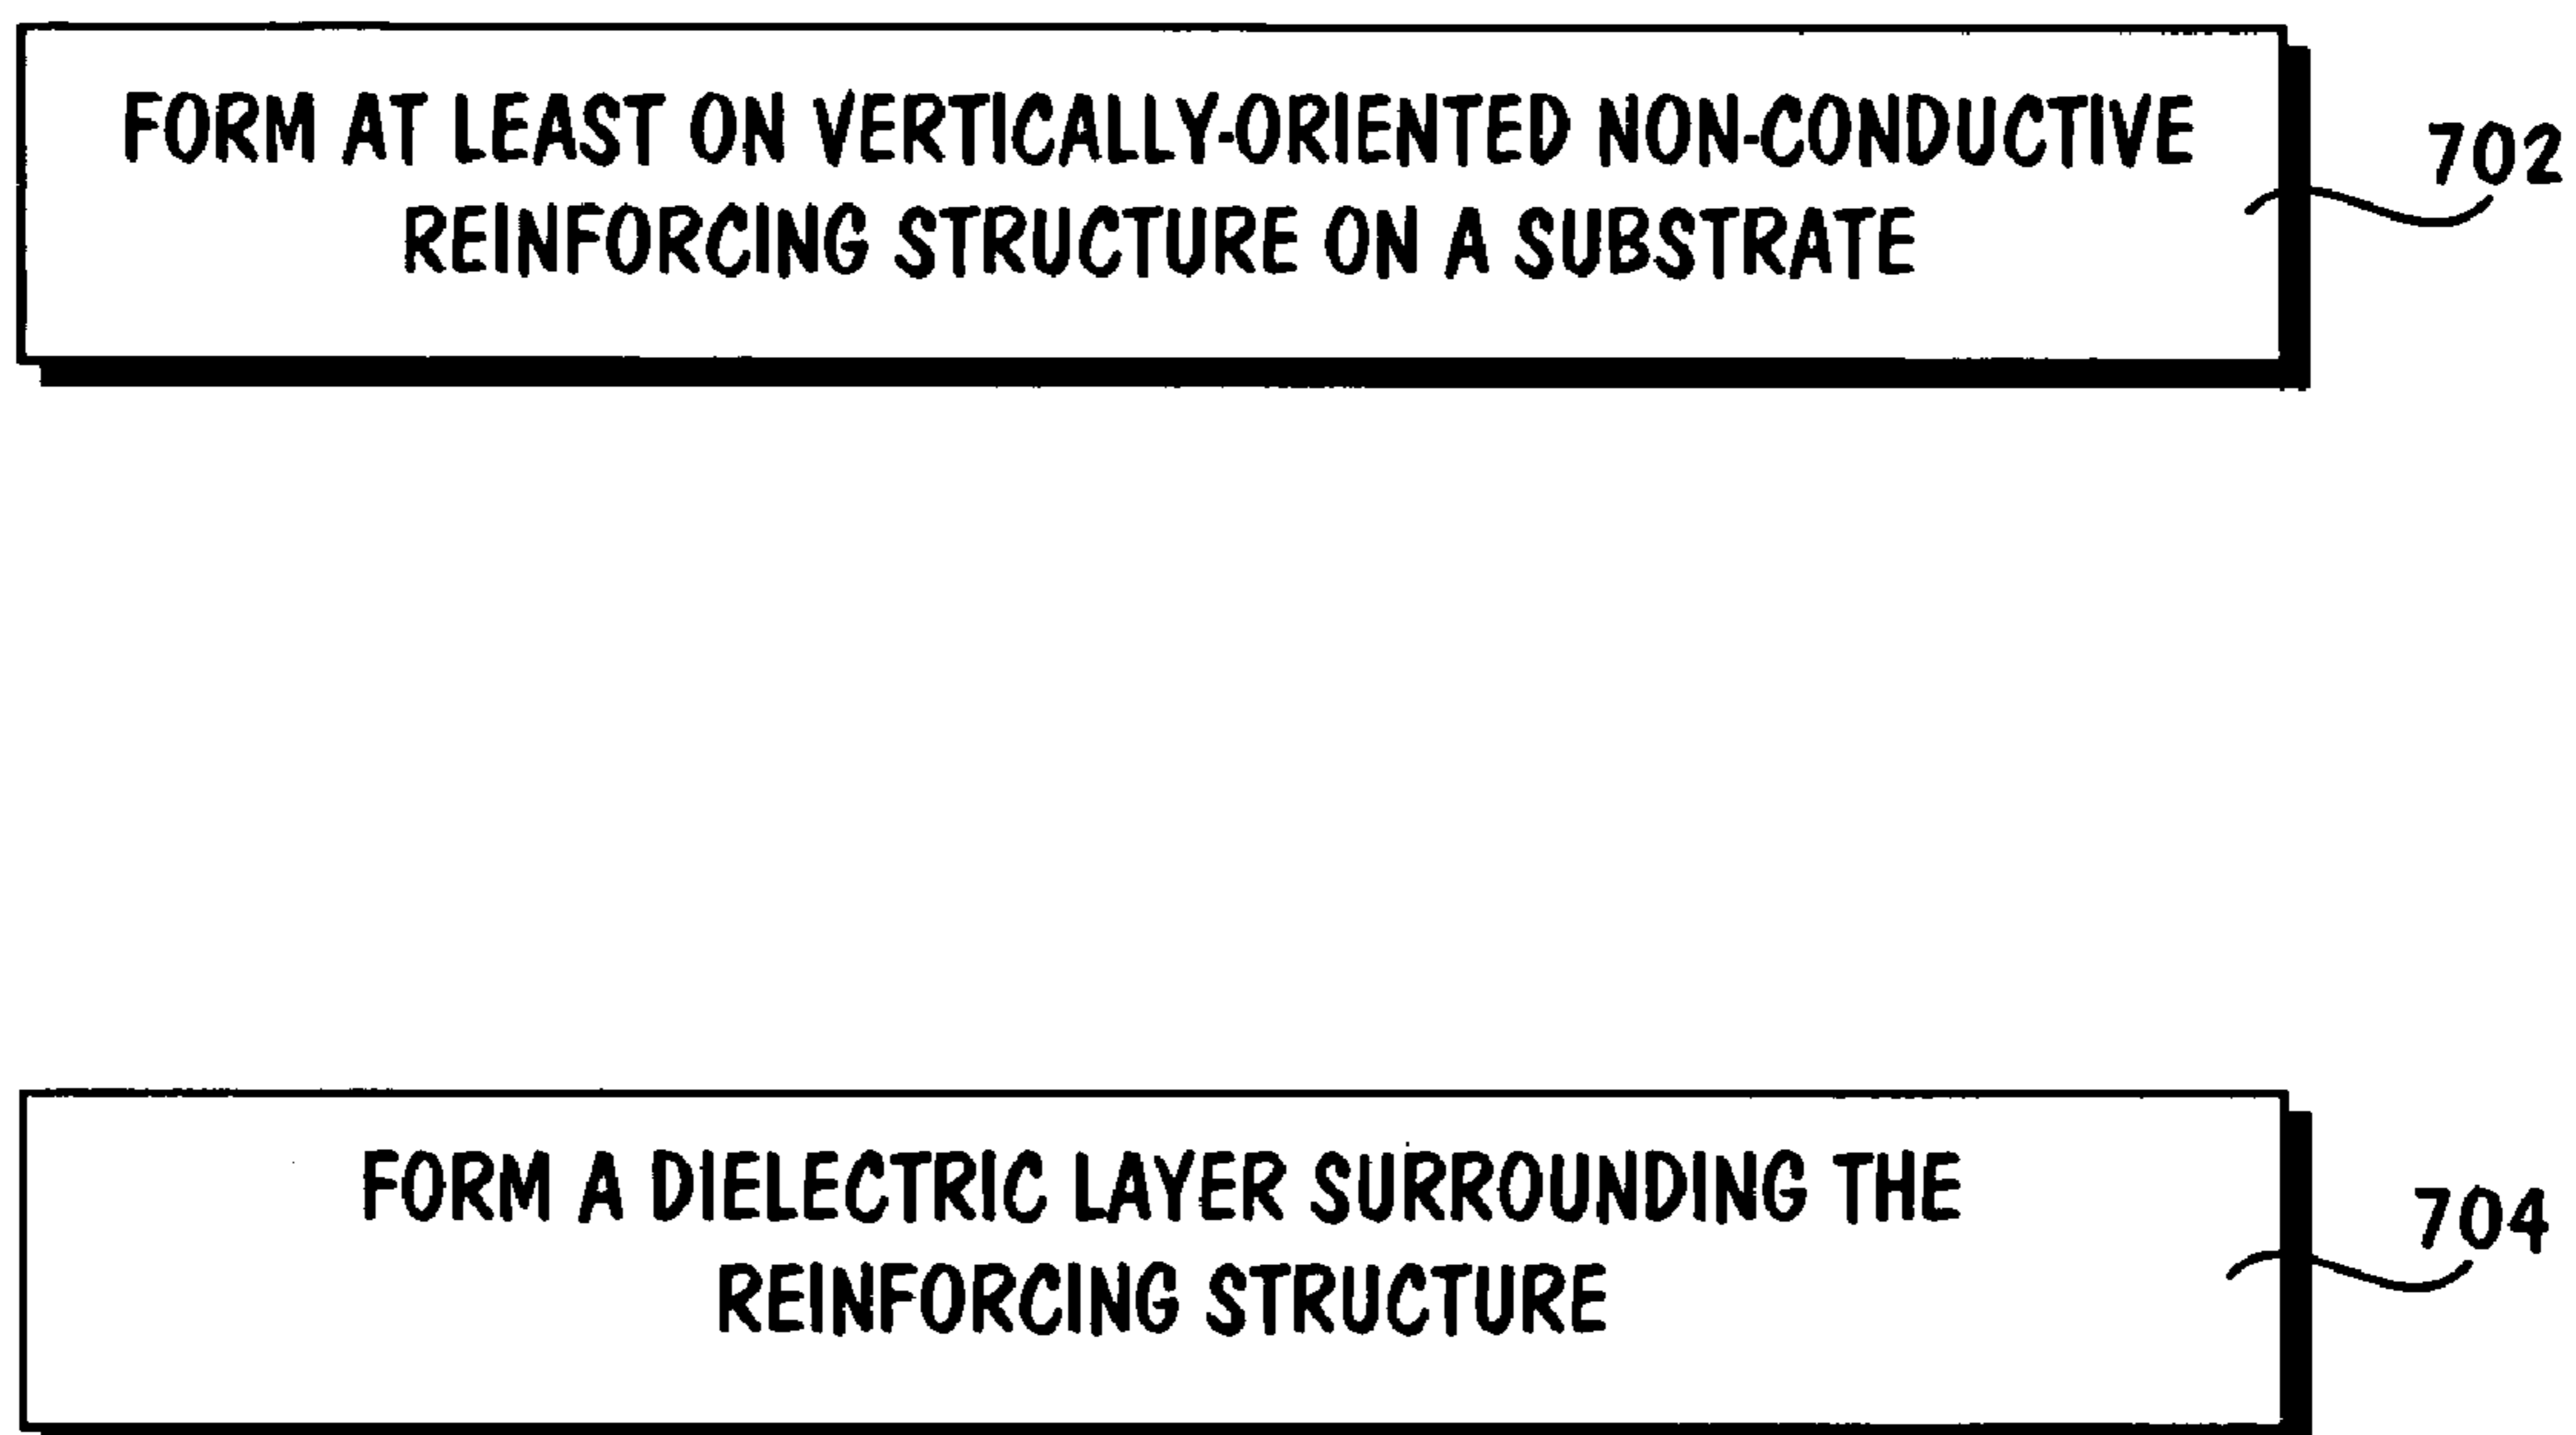 FORM AT LEAST ON VERTICALLY-ORIENTED NON-CONDUCTIVE
REINFORCING STRUCTURE ON A SUBSTRATE
702
FORM A DIELECTRIC LAYER SURROUNDING THE
REINFORCING STRUCTURE
704